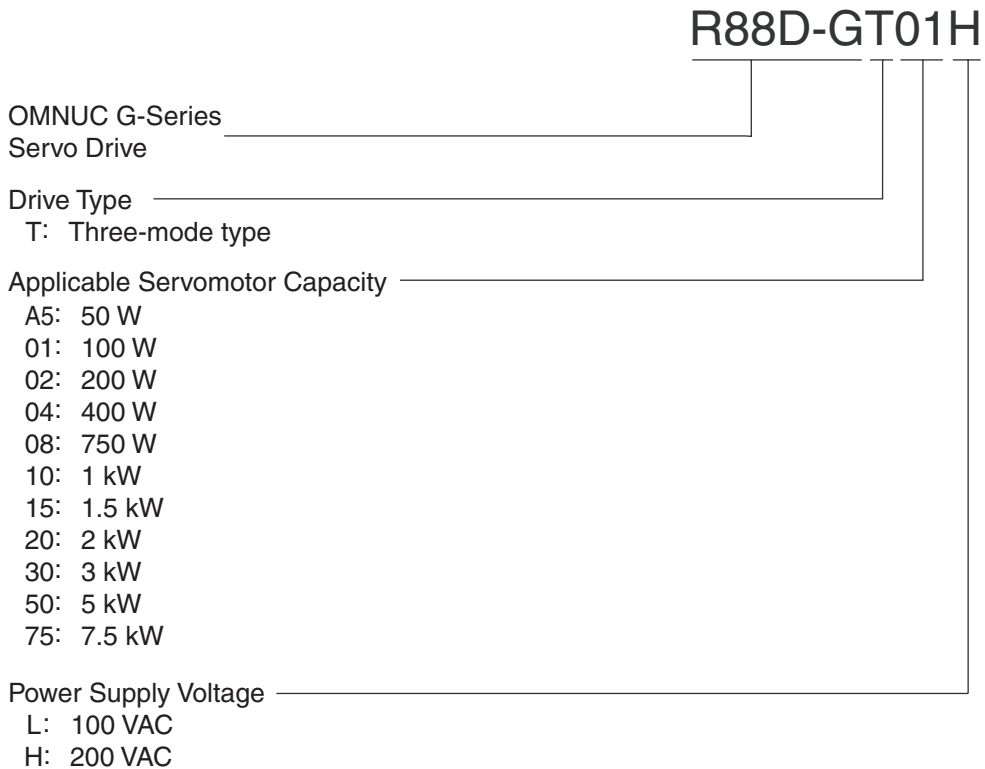 R88D-GT01H
OMNUC G-Series
Servo Drive
Drive Type
T: Three-mode type
Applicable Servomotor Capacity
A5: 50 W
01: 100 W
02: 200 W
04: 400 W
08: 750 W
10: 1 kW
15: 1.5 kW
20: 2 kW
30: 3 kW
50: 5 kW
75: 7.5 kW
Power Supply Voltage
L: 100 VAC
H: 200 VAC